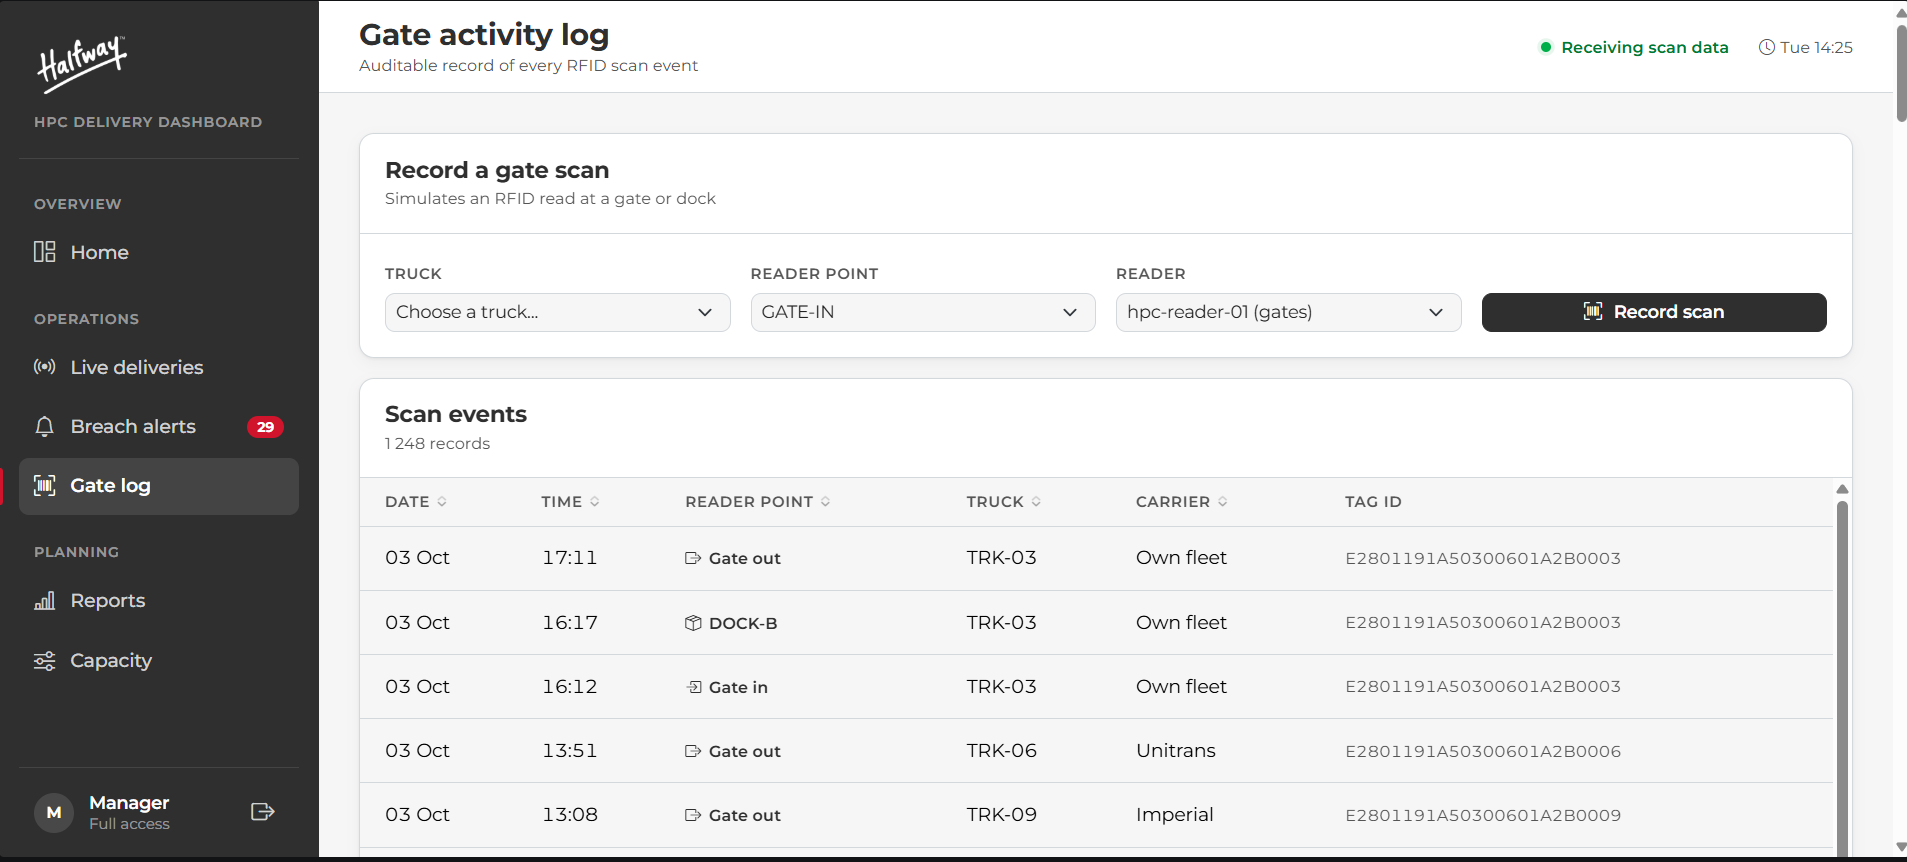 Halfway™
HPC DELIVERY DASHBOARD
OVERVIEW
Home
OPERATIONS
Live deliveries
Breach alerts 29
Gate log
PLANNING
Reports
Capacity
M
Manager
Full access
Gate activity log
Auditable record of every RFID scan event
Receiving scan data Tue 14:25
Record a gate scan
Simulates an RFID read at a gate or dock
TRUCK READER POINT READER
Choose a truck... GATE-IN hpc-reader-01 (gates) Record scan
Scan events
1 248 records
DATE TIME READER POINT TRUCK CARRIER TAG ID
03 Oct 17:11 Gate out TRK-03 Own fleet E2801191A50300601A2B0003
03 Oct 16:17 DOCK-B TRK-03 Own fleet E2801191A50300601A2B0003
03 Oct 16:12 Gate in TRK-03 Own fleet E2801191A50300601A2B0003
03 Oct 13:51 Gate out TRK-06 Unitrans E2801191A50300601A2B0006
03 Oct 13:08 Gate out TRK-09 Imperial E2801191A50300601A2B0009